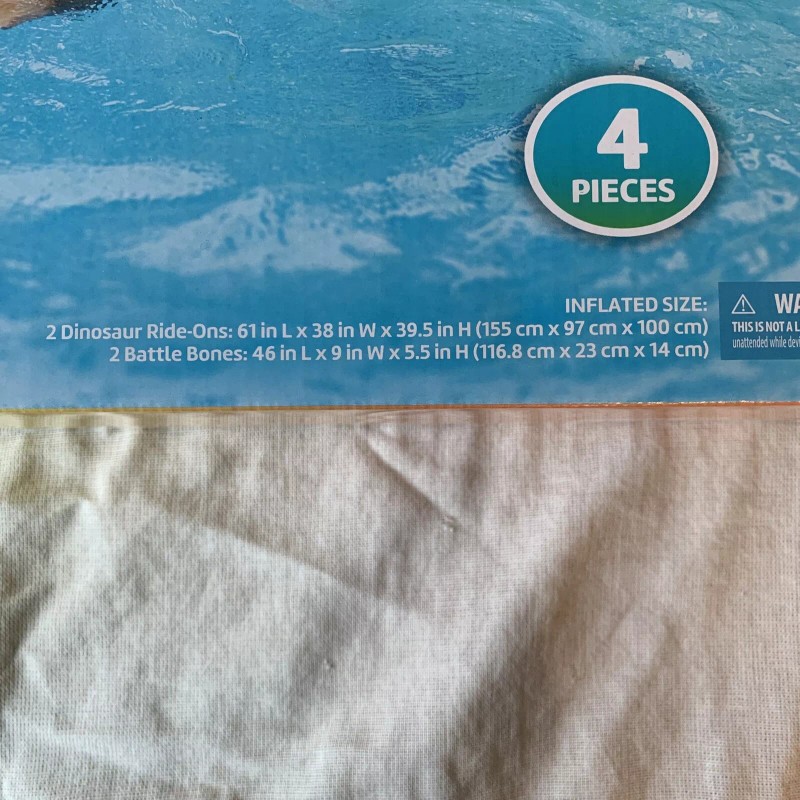 4
PIECES
INFLATED SIZE:
2 Dinosaur Ride-Ons: 61 in L x 38 in W x 39.5 in H (155 cm x 97 cm x 100 cm)
2 Battle Bones: 46 in L x 9 in W x 5.5 in H (116.8 cm x 23 cm x 14 cm)
WA
THIS IS NOT A L
unattended while devi